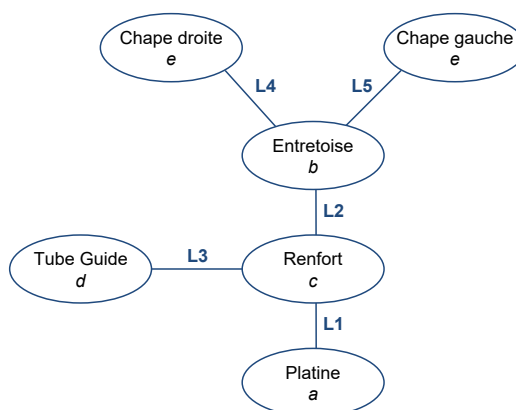 Chape droite
e
Chape gauche
e
L4
L5
Entretoise
b
L2
Tube Guide
d
L3
Renfort
c
L1
Platine
a